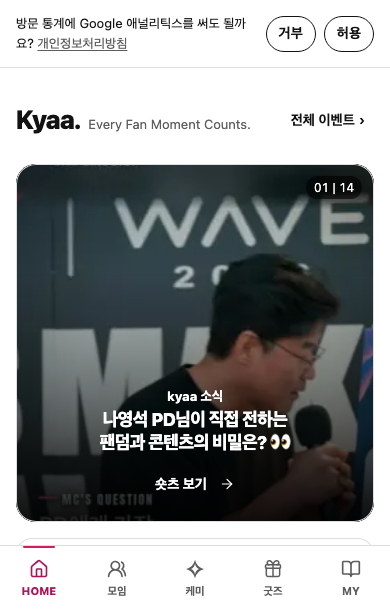 방문 통계에 Google 애널리틱스를 써도 될까
요? 개인정보처리방침
거부
허용
Kyaa. Every Fan Moment Counts.
전체 이벤트 ›
01 | 14
WAVE
kyaa 소식
나영석 PD님이 직접 전하는
팬덤과 콘텐츠의 비밀은? 👀
숏츠 보기 →
MC'S QUESTION
HOME
모임
케미
굿즈
MY